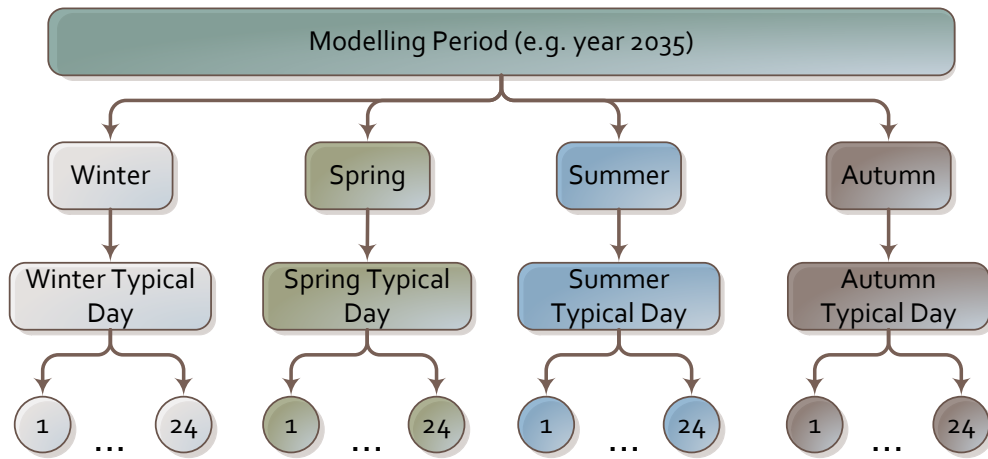 Modelling Period (e.g. year 2035)
Winter
Spring
Summer
Autumn
Winter Typical
Day
Spring Typical
Day
Summer
Typical Day
Autumn
Typical Day
1
...
24
1
...
24
1
...
24
1
...
24